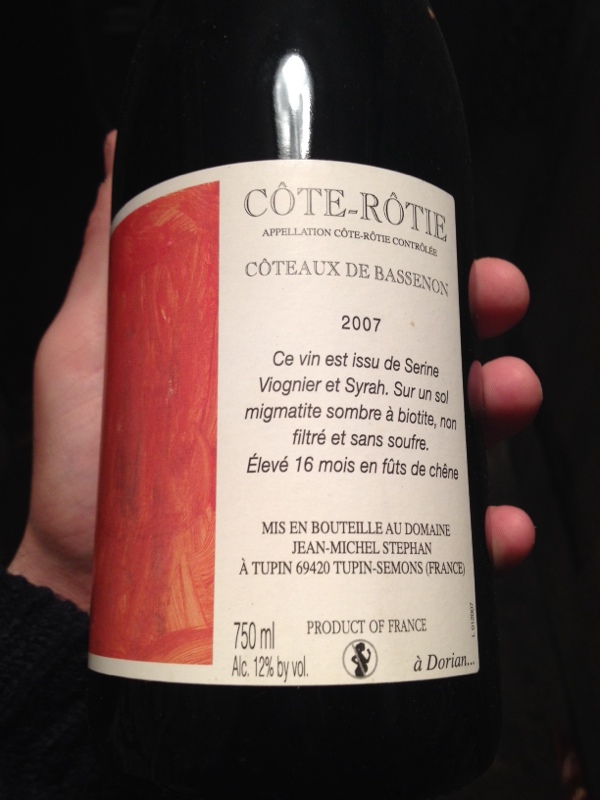 CÔTE-RÔTIE
APPELLATION CÔTE-RÔTIE CONTRÔLÉE
CÔTEAUX DE BASSENON
2007
Ce vin est issu de Serine
Viognier et Syrah. Sur un sol
migmatite sombre à biotite, non
filtré et sans soufre.
Élevé 16 mois en fûts de chêne
MIS EN BOUTEILLE AU DOMAINE
JEAN-MICHEL STEPHAN
À TUPIN 69420 TUPIN-SEMONS (FRANCE)
750 ml
PRODUCT OF FRANCE
Alc. 12% by vol.
à Dorian...